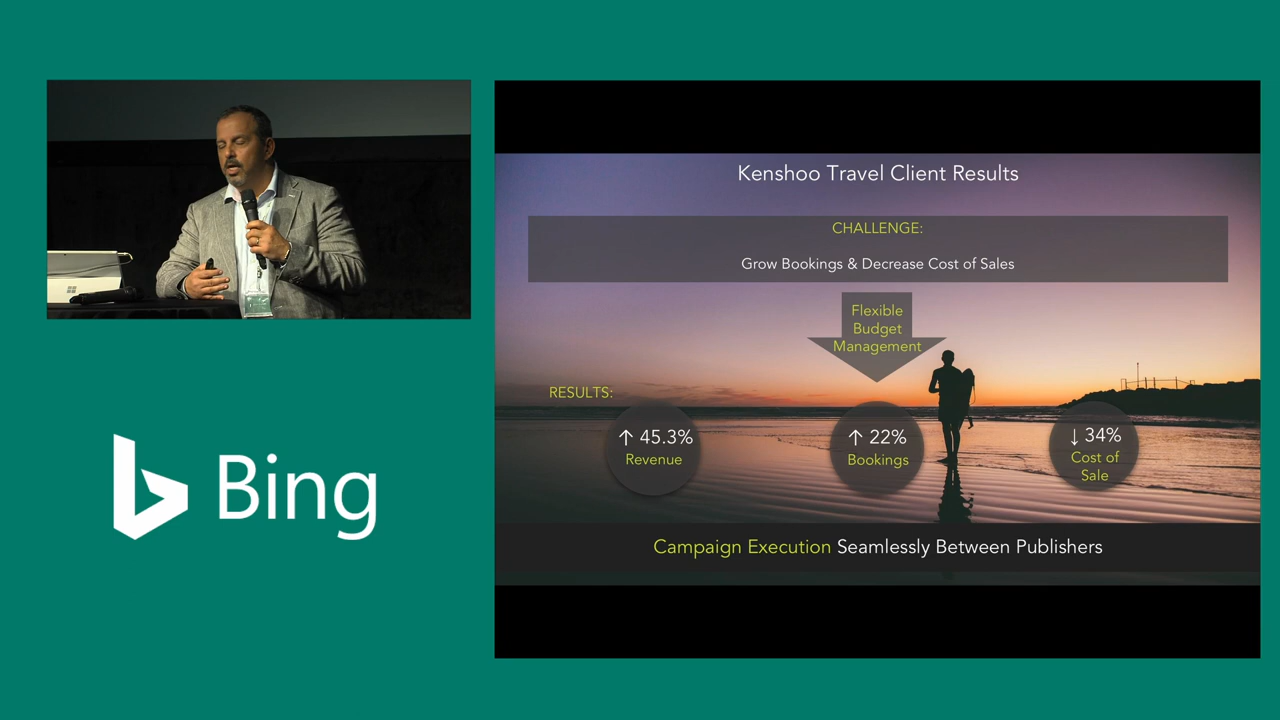 Kenshoo Travel Client Results
CHALLENGE:
Grow Bookings & Decrease Cost of Sales
Flexible
Budget
Management
RESULTS:
↑ 45.3%
Revenue
↑ 22%
Bookings
↓ 34%
Cost of
Sale
Campaign Execution Seamlessly Between Publishers
Bing